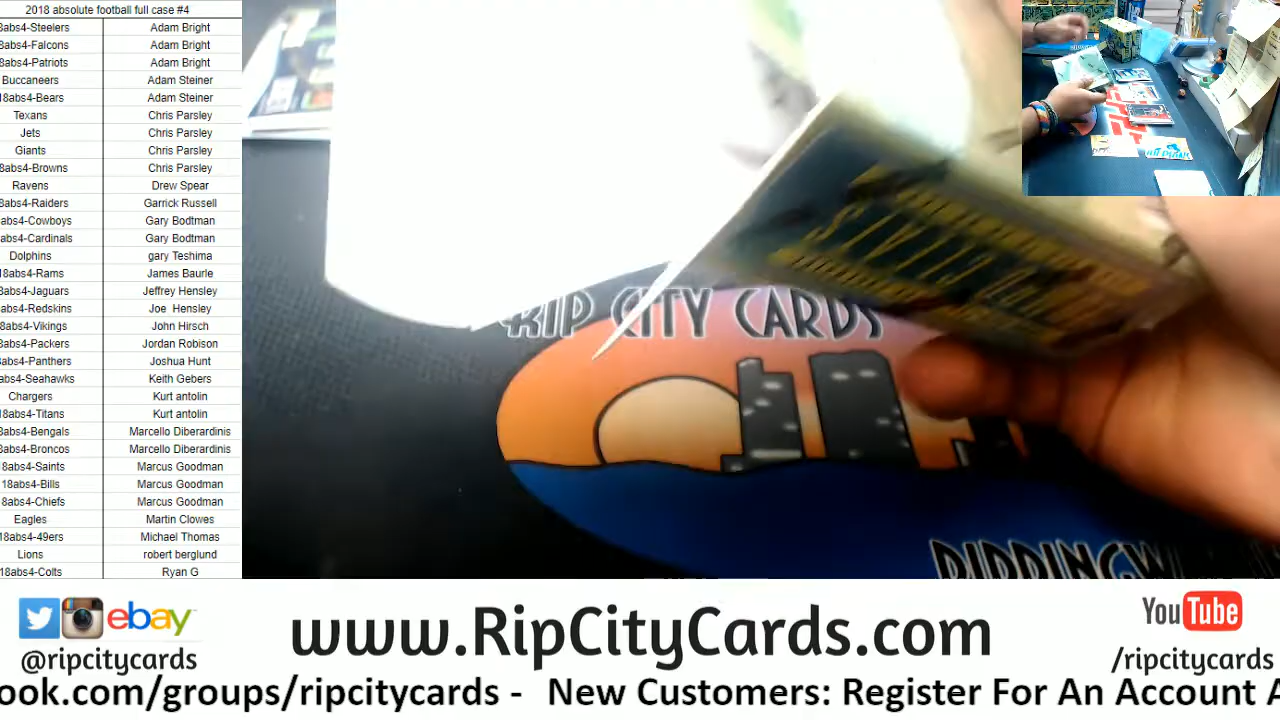 2018 absolute football full case #4
8abs4-Steelers Adam Bright
8abs4-Falcons Adam Bright
8abs4-Patriots Adam Bright
Buccaneers Adam Steiner
18abs4-Bears Adam Steiner
Texans Chris Parsley
Jets Chris Parsley
Giants Chris Parsley
8abs4-Browns Chris Parsley
Ravens Drew Spear
8abs4-Raiders Garrick Russell
abs4-Cowboys Gary Bodtman
abs4-Cardinals Gary Bodtman
Dolphins gary Teshima
18abs4-Rams James Baurle
8abs4-Jaguars Jeffrey Hensley
abs4-Redskins Joe Hensley
8abs4-Vikings John Hirsch
abs4-Packers Jordan Robison
8abs4-Panthers Joshua Hunt
abs4-Seahawks Keith Gebers
Chargers Kurt antolin
18abs4-Titans Kurt antolin
8abs4-Bengals Marcello Diberardinis
8abs4-Broncos Marcello Diberardinis
8abs4-Saints Marcus Goodman
18abs4-Bills Marcus Goodman
8abs4-Chiefs Marcus Goodman
Eagles Martin Clowes
18abs4-49ers Michael Thomas
Lions robert berglund
18abs4-Colts Ryan G
RIP CITY CARDS
RIPPINGW
ebay
@ripcitycards
www.RipCityCards.com
YouTube
/ripcitycards
ook.com/groups/ripcitycards - New Customers: Register For An Account A